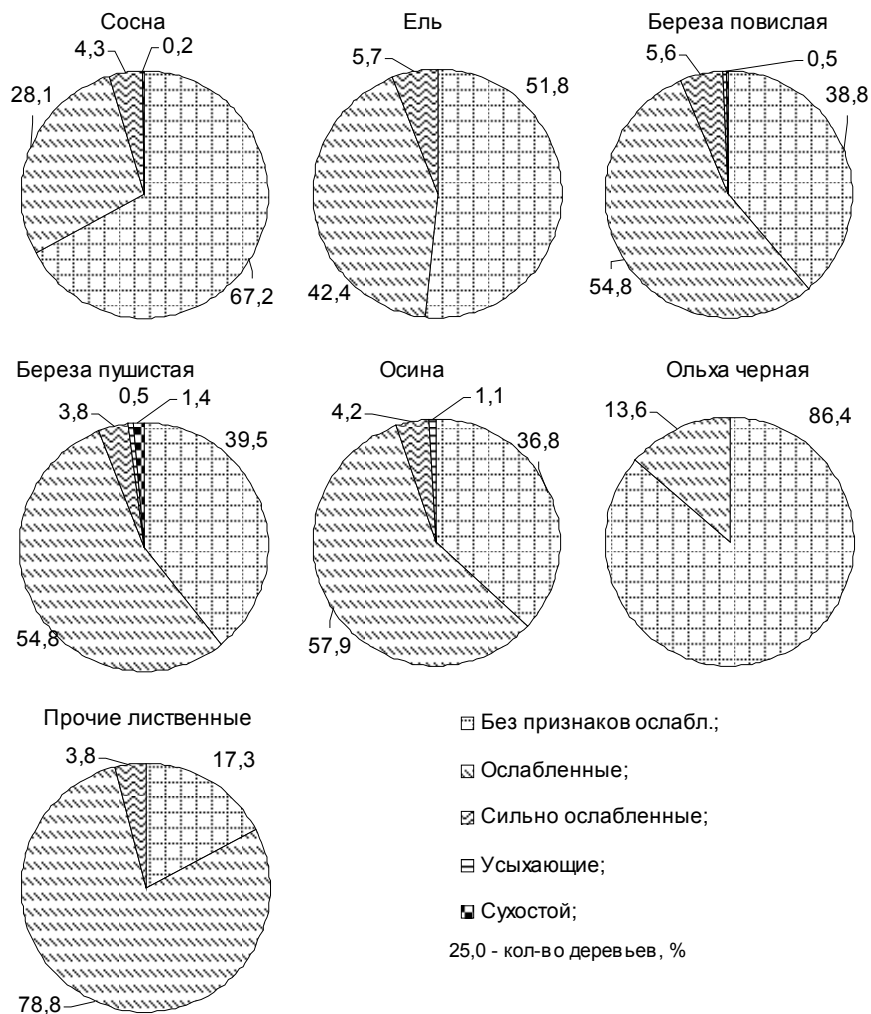 Сосна
4,3
0,2
28,1
67,2
Ель
5,7
51,8
42,4
Береза повислая
5,6
0,5
38,8
54,8
Береза пушистая
0,5
3,8
1,4
39,5
54,8
Осина
4,2
1,1
36,8
57,9
Ольха черная
13,6
86,4
Прочие лиственные
3,8
17,3
78,8
Без признаков ослабл.;
Ослабленные;
Сильно ослабленные;
Усыхающие;
Сухостой;
25,0 - кол-во деревьев, %